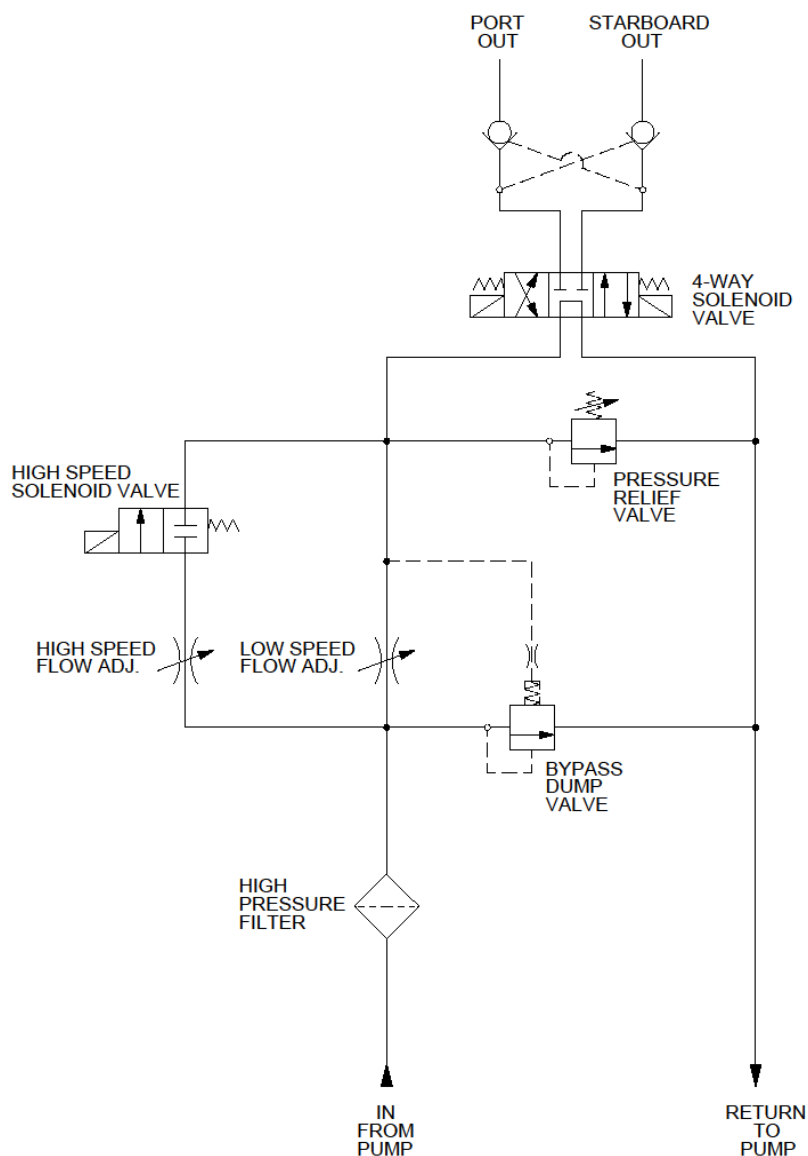 PORT
OUT
STARBOARD
OUT
4-WAY
SOLENOID
VALVE
HIGH SPEED
SOLENOID VALVE
PRESSURE
RELIEF
VALVE
HIGH SPEED
FLOW ADJ.
LOW SPEED
FLOW ADJ.
BYPASS
DUMP
VALVE
HIGH
PRESSURE
FILTER
IN
FROM
PUMP
RETURN
TO
PUMP